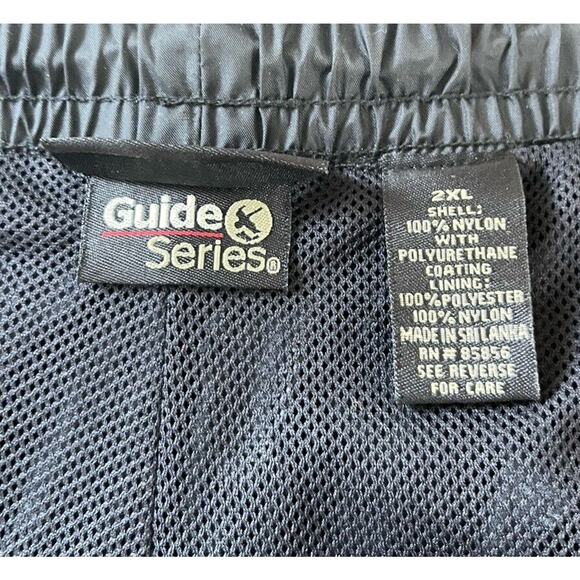 Guide
Series®
2XL
SHELL:
100% NYLON
WITH
POLYURETHANE
COATING
LINING:
100% POLYESTER
100% NYLON
MADE IN SRI LANKA
RN # 85856
SEE REVERSE
FOR CARE